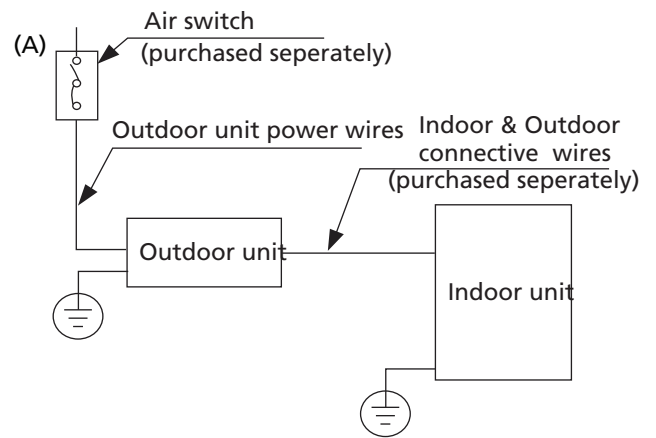 (A)
Air switch
(purchased seperately)
Outdoor unit power wires
Indoor & Outdoor
connective wires
(purchased seperately)
Outdoor unit
Indoor unit